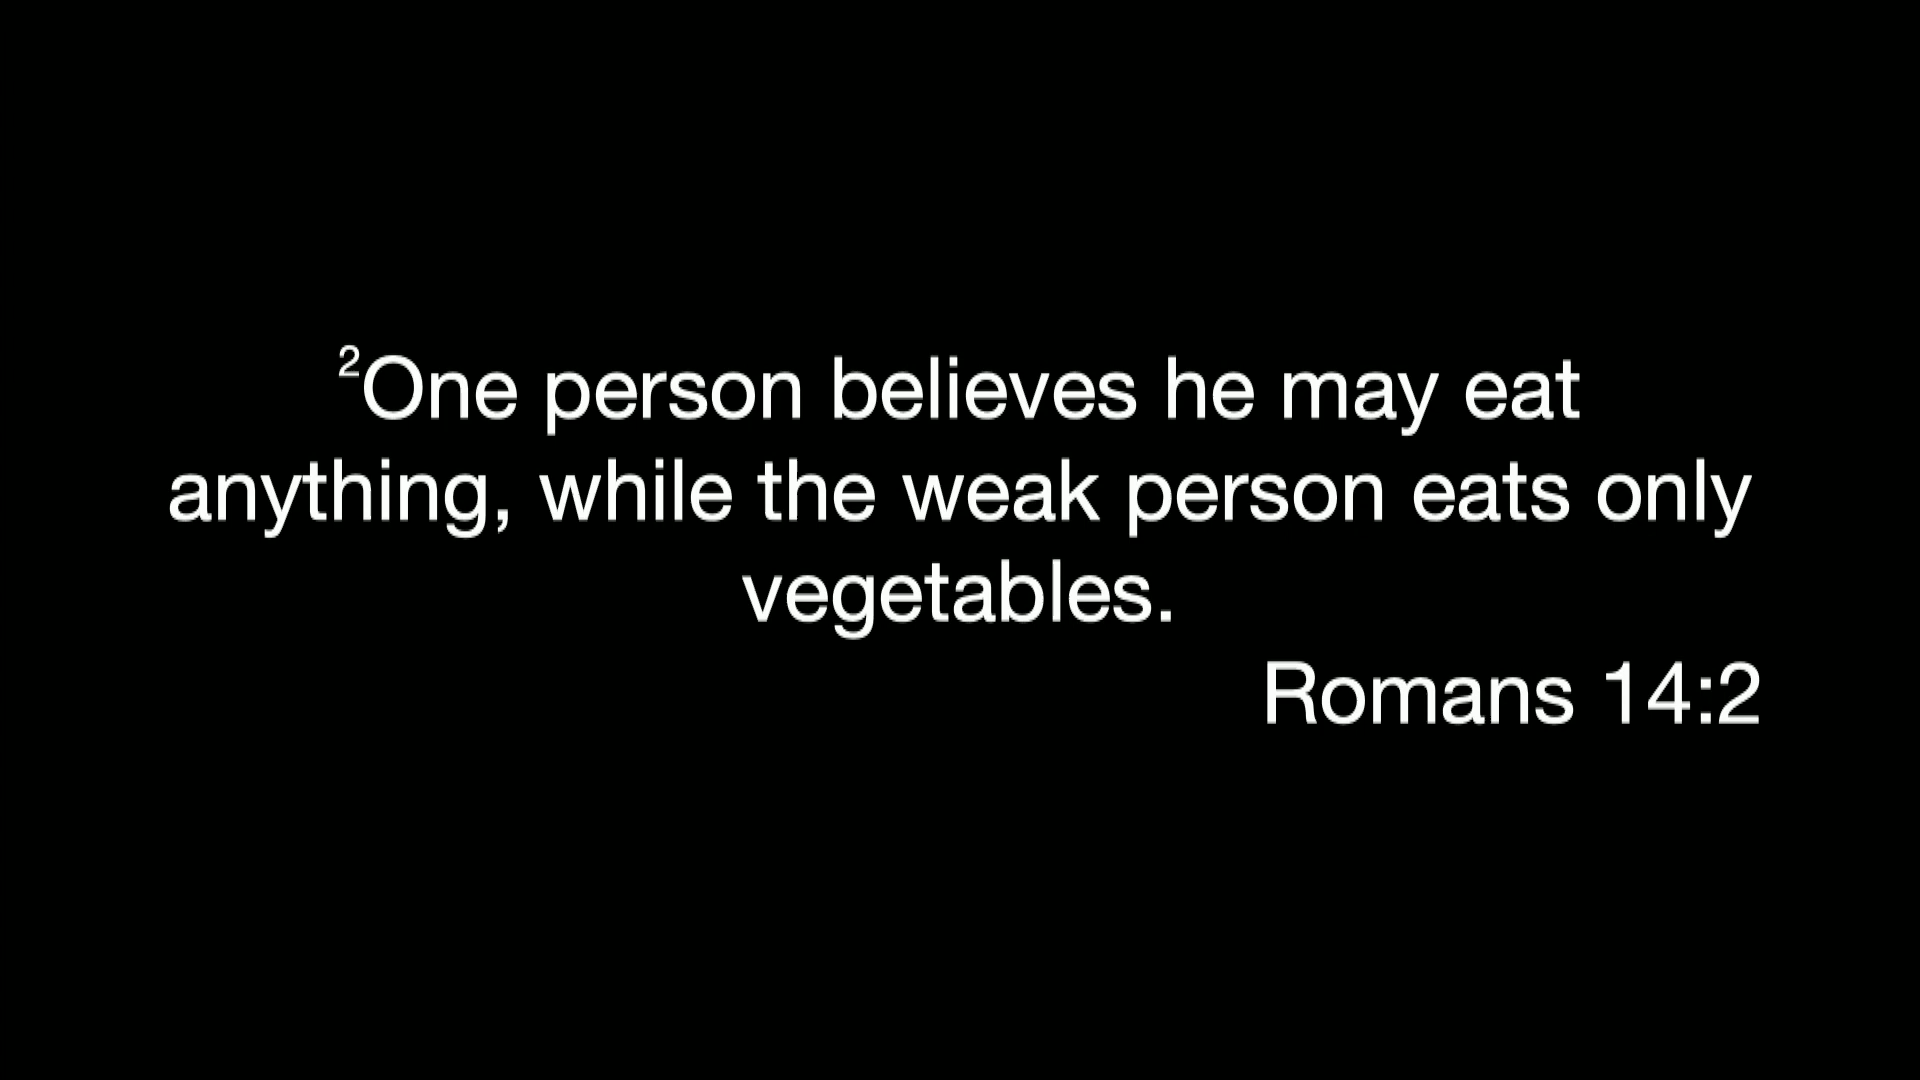 ²One person believes he may eat
anything, while the weak person eats only
vegetables.
Romans 14:2